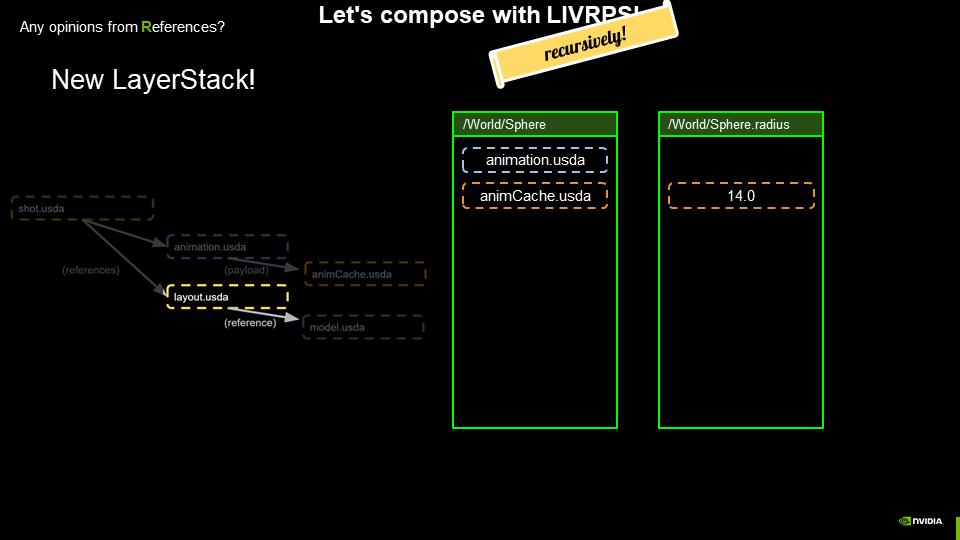 Let's compose with LIVRPS!
recursively!
Any opinions from References?
New LayerStack!
shot.usda
(references)
animation.usda
(payload)
animCache.usda
layout.usda
(reference)
model.usda
/World/Sphere
animation.usda
animCache.usda
/World/Sphere.radius
14.0
NVIDIA